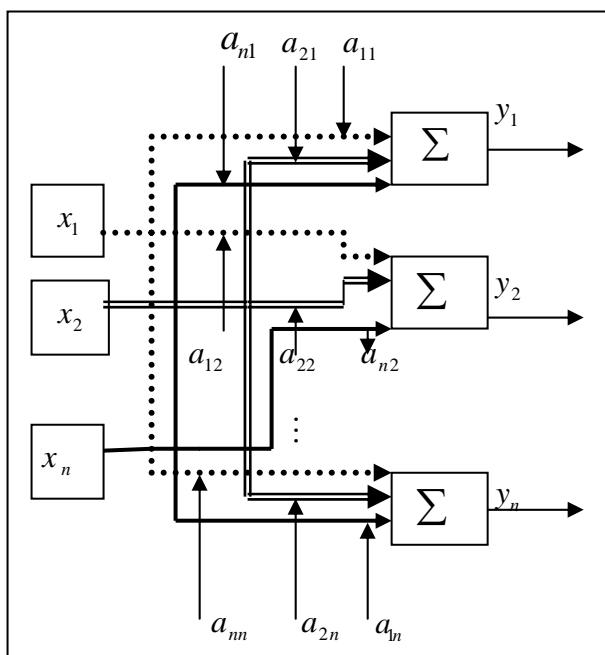 a_{n1} a_{21} a_{11}
Σ y_1
x_1
x_2
Σ y_2
a_{12} a_{22} a_{n2}
⋮
x_n
Σ y_n
a_{nn} a_{2n} a_{1n}